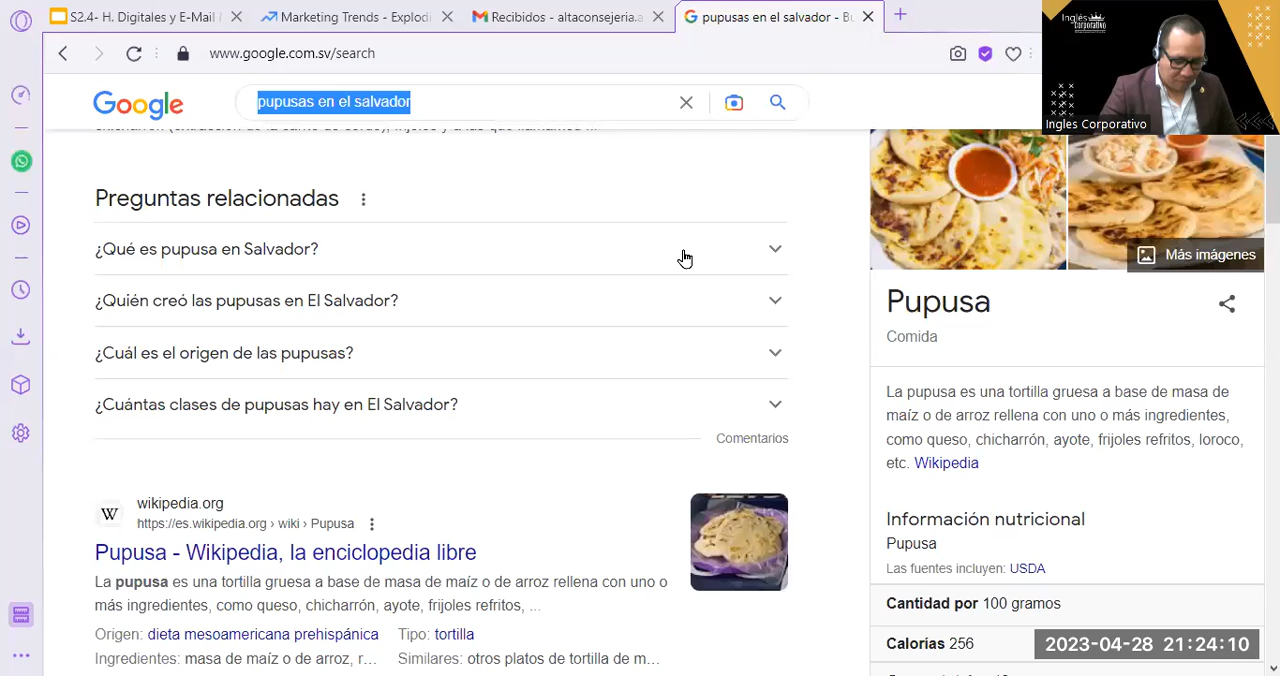 S2.4- H. Digitales y E-Mail
Marketing Trends - Explodi
Recibidos - altaconsejeria.a
pupusas en el salvador - Bu
www.google.com.sv/search
Inglés
Corporativo
Ingles Corporativo
Google
pupusas en el salvador
Preguntas relacionadas
¿Qué es pupusa en Salvador?
¿Quién creó las pupusas en El Salvador?
¿Cuál es el origen de las pupusas?
¿Cuántas clases de pupusas hay en El Salvador?
Comentarios
W
wikipedia.org
https://es.wikipedia.org › wiki › Pupusa
Pupusa - Wikipedia, la enciclopedia libre
La pupusa es una tortilla gruesa a base de masa de maíz o de arroz rellena con uno o
más ingredientes, como queso, chicharrón, ayote, frijoles refritos, ...
Origen: dieta mesoamericana prehispánica Tipo: tortilla
Ingredientes: masa de maíz o de arroz, r... Similares: otros platos de tortilla de m...
Más imágenes
Pupusa
Comida
La pupusa es una tortilla gruesa a base de masa de
maíz o de arroz rellena con uno o más ingredientes,
como queso, chicharrón, ayote, frijoles refritos, loroco,
etc. Wikipedia
Información nutricional
Pupusa
Las fuentes incluyen: USDA
Cantidad por 100 gramos
Calorías 256
2023-04-28 21:24:10